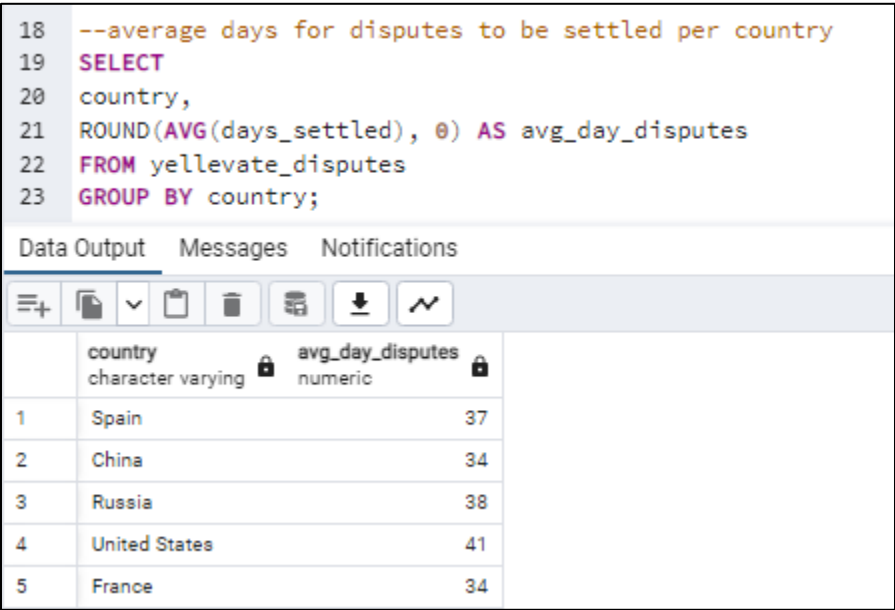 18 --average days for disputes to be settled per country
19 SELECT
20 country,
21 ROUND(AVG(days_settled), 0) AS avg_day_disputes
22 FROM yellevate_disputes
23 GROUP BY country;
Data Output Messages Notifications
country avg_day_disputes
character varying numeric
1 Spain 37
2 China 34
3 Russia 38
4 United States 41
5 France 34